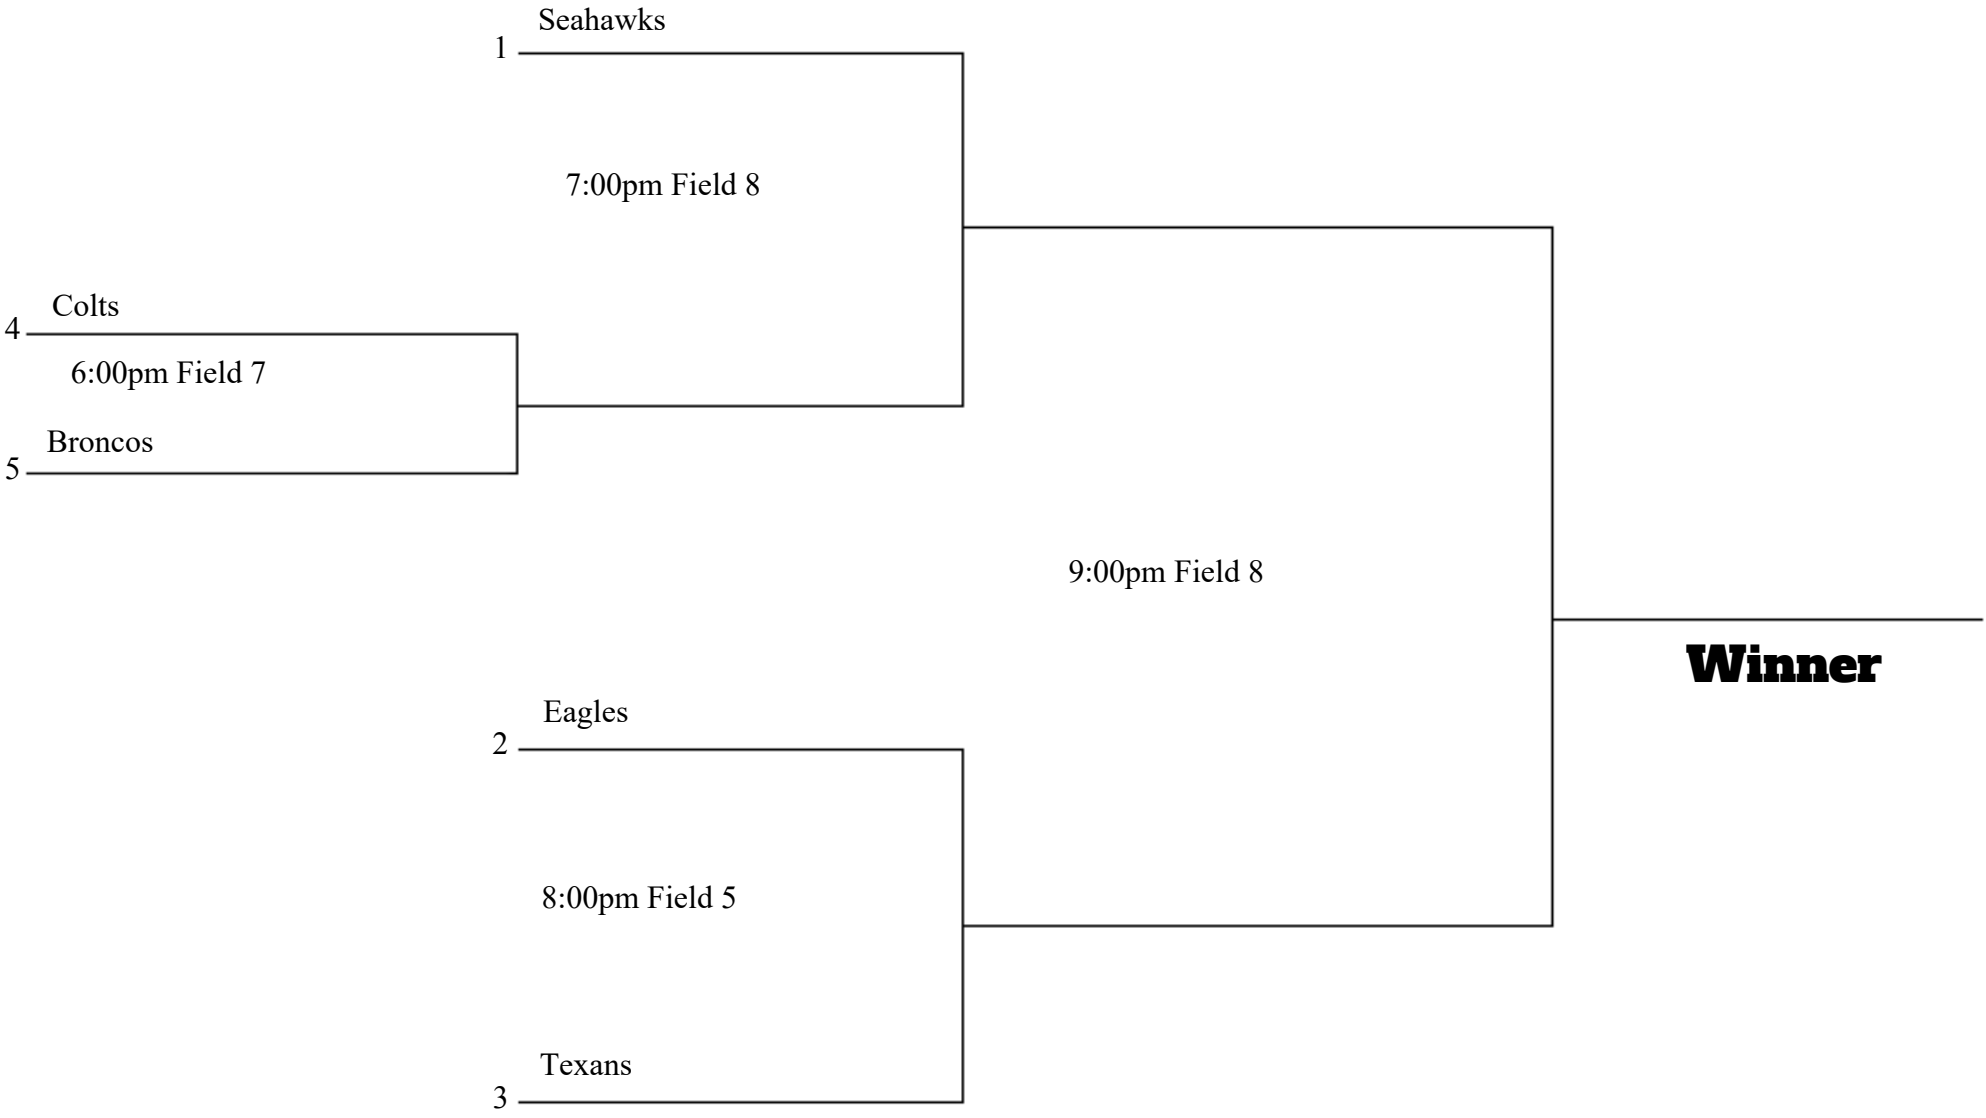 Seahawks
1
7:00pm Field 8
Colts
4
6:00pm Field 7
Broncos
5
9:00pm Field 8
Winner
Eagles
2
8:00pm Field 5
Texans
3